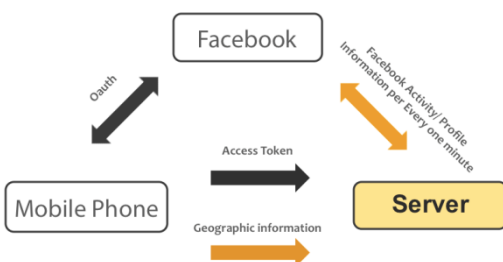 Facebook
Oauth
Facebook Activity/ Profile
Information per Every one minute
Access Token
Mobile Phone
Server
Geographic information